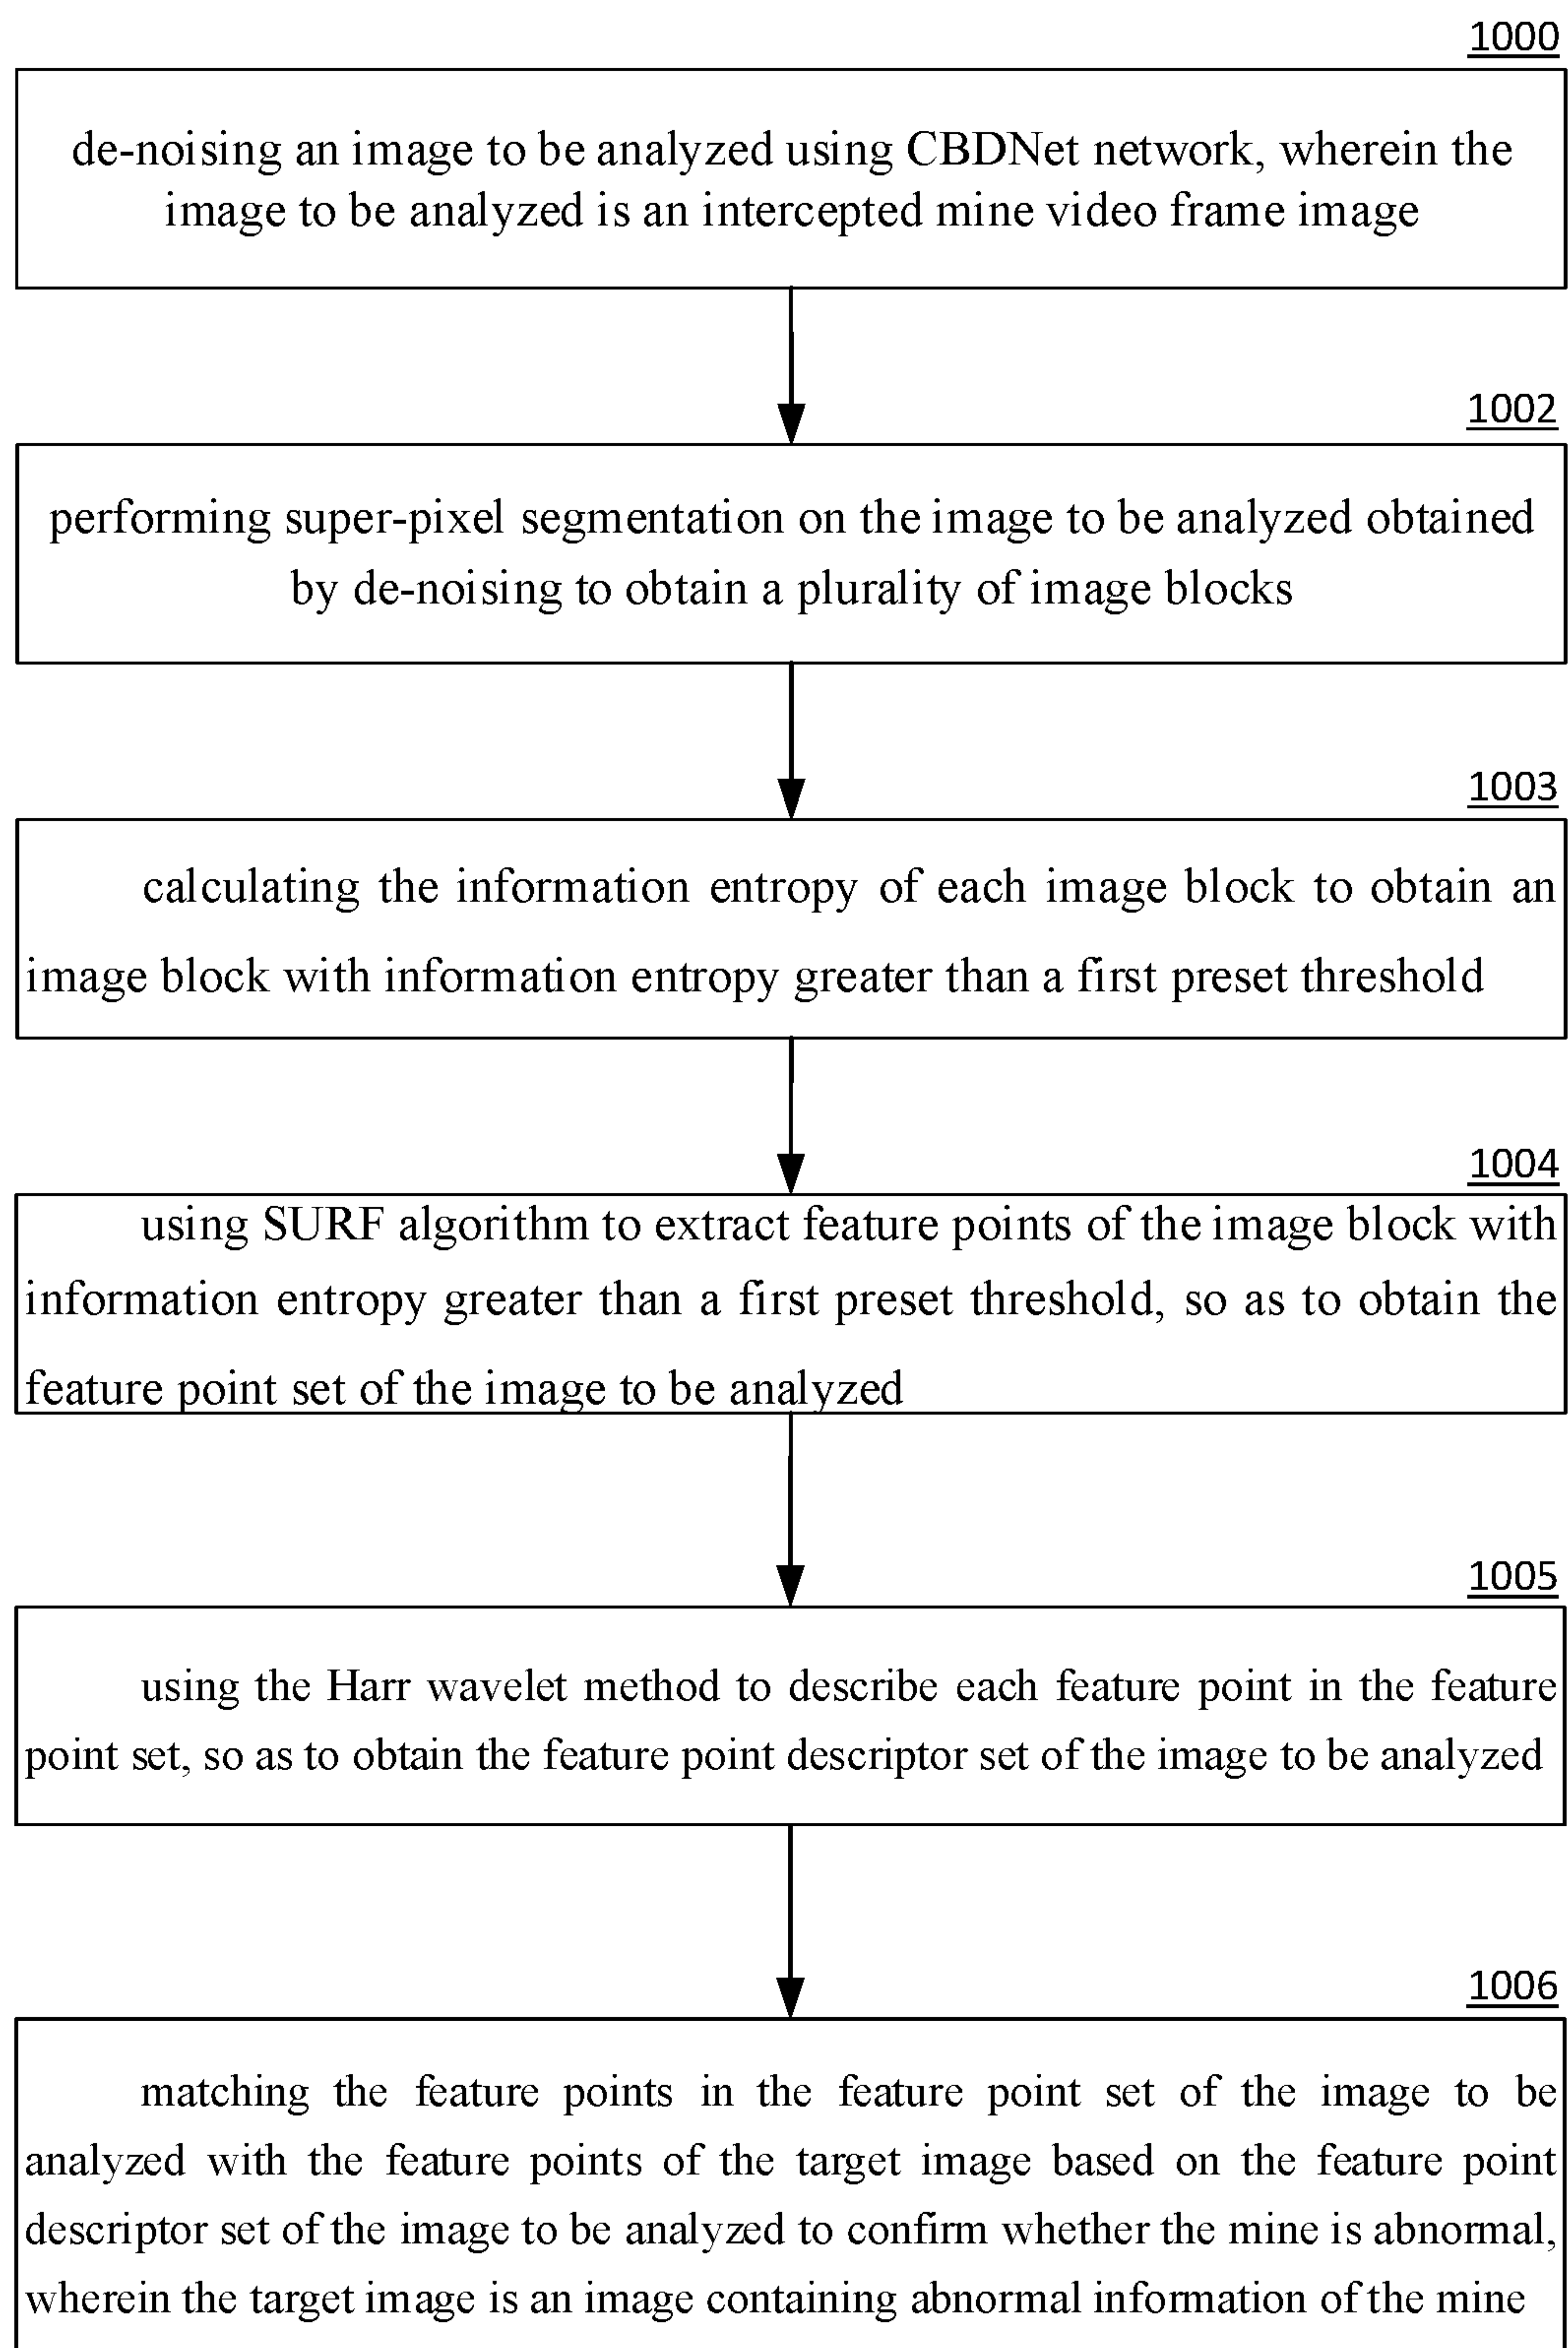 1000
de-noising an image to be analyzed using CBDNet network, wherein the
image to be analyzed is an intercepted mine video frame image
1002
performing super-pixel segmentation on the image to be analyzed obtained
by de-noising to obtain a plurality of image blocks
1003
calculating the information entropy of each image block to obtain an
image block with information entropy greater than a first preset threshold
1004
using SURF algorithm to extract feature points of the image block with
information entropy greater than a first preset threshold, so as to obtain the
feature point set of the image to be analyzed
1005
using the Harr wavelet method to describe each feature point in the feature
point set, so as to obtain the feature point descriptor set of the image to be analyzed
1006
matching the feature points in the feature point set of the image to be
analyzed with the feature points of the target image based on the feature point
descriptor set of the image to be analyzed to confirm whether the mine is abnormal,
wherein the target image is an image containing abnormal information of the mine